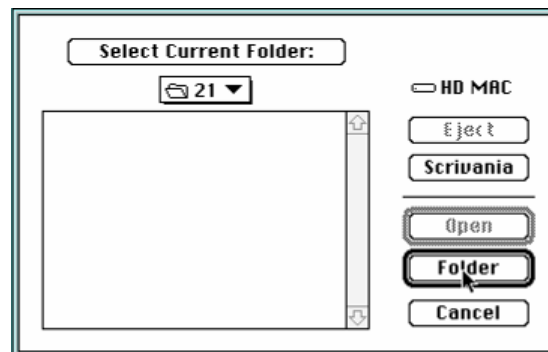 Select Current Folder:
21
HD MAC
Eject
Scrivania
Open
Folder
Cancel